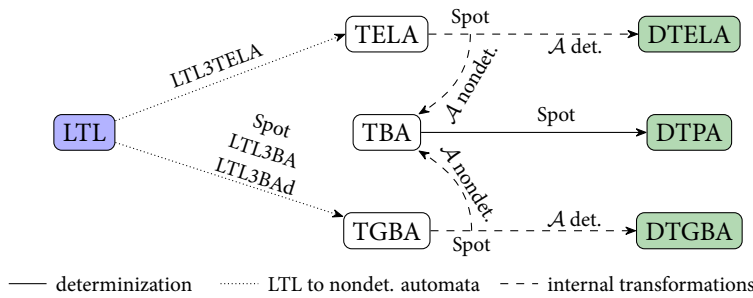 Spot
TELA
DTELA
𝒜 det.
LTL3TELA
𝒜 nondet.
LTL
Spot
LTL3BA
LTL3BAd
TBA
Spot
DTPA
𝒜 nondet.
TGBA
𝒜 det.
DTGBA
Spot
determinization
LTL to nondet. automata
internal transformations